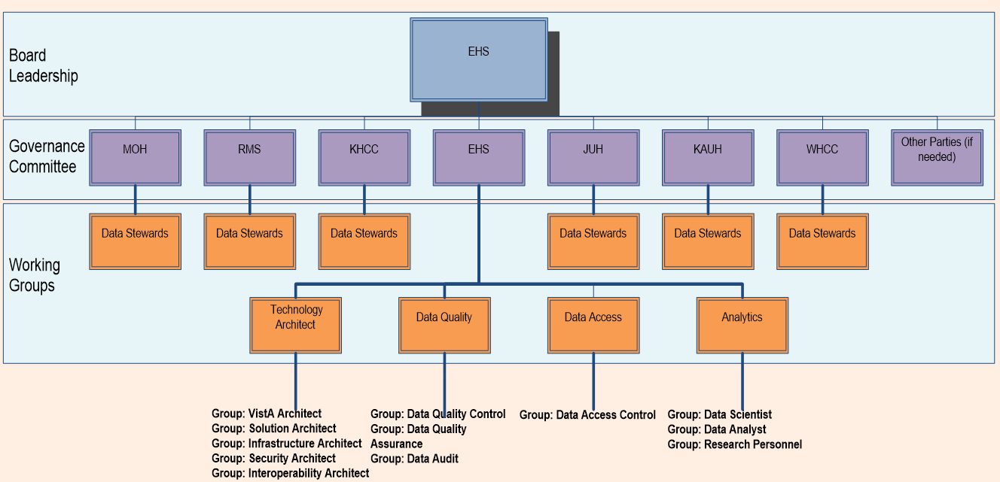 Board
Leadership
EHS
Governance
Committee
MOH
RMS
KHCC
EHS
JUH
KAUH
WHCC
Other Parties (if
needed)
Working
Groups
Data Stewards
Data Stewards
Data Stewards
Data Stewards
Data Stewards
Data Stewards
Technology
Architect
Data Quality
Data Access
Analytics
Group: VistA Architect
Group: Solution Architect
Group: Infrastructure Architect
Group: Security Architect
Group: Interoperability Architect
Group: Data Quality Control
Group: Data Quality
Assurance
Group: Data Audit
Group: Data Access Control
Group: Data Scientist
Group: Data Analyst
Group: Research Personnel